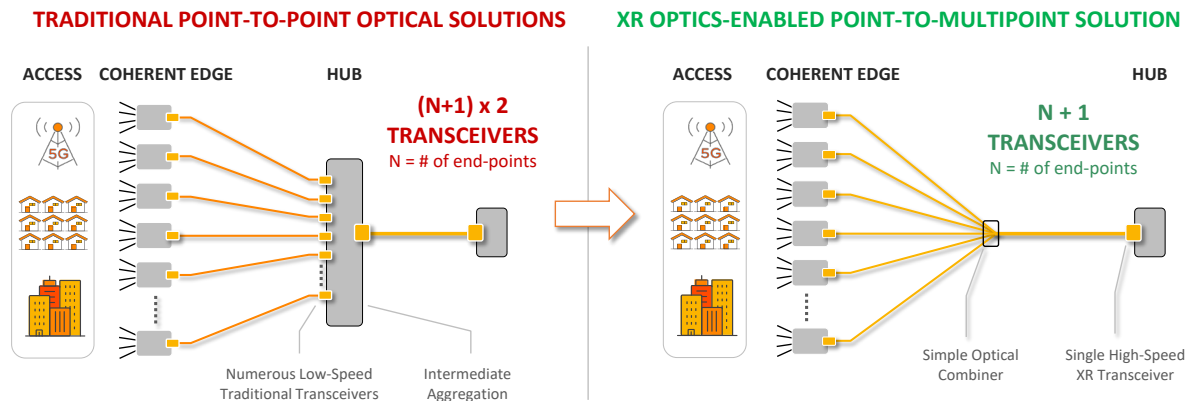 TRADITIONAL POINT-TO-POINT OPTICAL SOLUTIONS
ACCESS
COHERENT EDGE
HUB
5G
(N+1) x 2
TRANSCEIVERS
N = # of end-points
Numerous Low-Speed
Traditional Transceivers
Intermediate
Aggregation
XR OPTICS-ENABLED POINT-TO-MULTIPOINT SOLUTION
ACCESS
COHERENT EDGE
HUB
5G
N + 1
TRANSCEIVERS
N = # of end-points
Simple Optical
Combiner
Single High-Speed
XR Transceiver